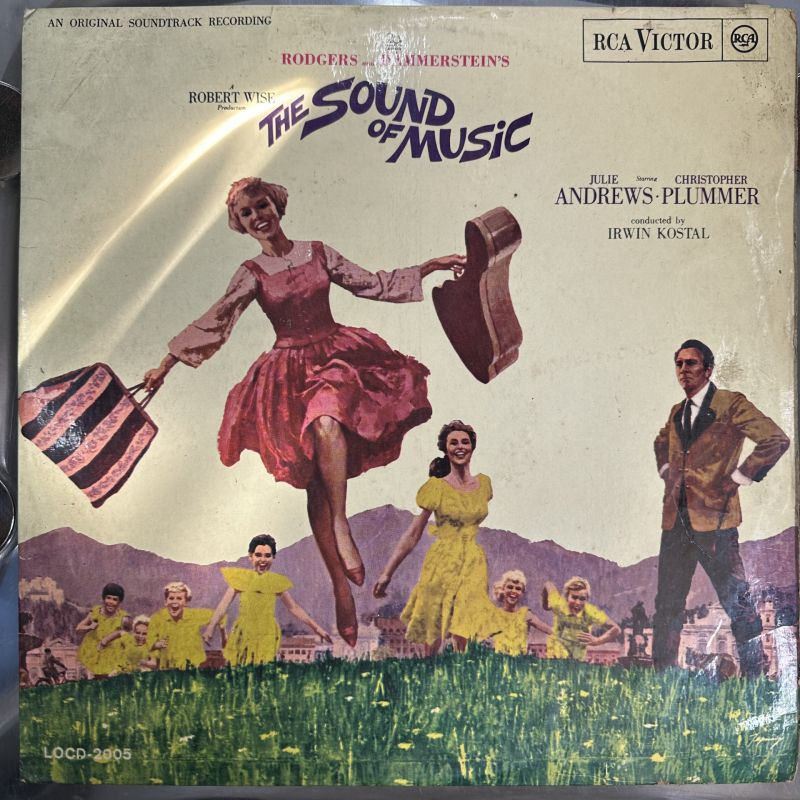 AN ORIGINAL SOUNDTRACK RECORDING
RCA VICTOR
RCA
RODGERS AND HAMMERSTEIN'S
A
ROBERT WISE
Production
THE SOUND
OF MUSIC
JULIE Starring CHRISTOPHER
ANDREWS · PLUMMER
conducted by
IRWIN KOSTAL
LOCD-2005